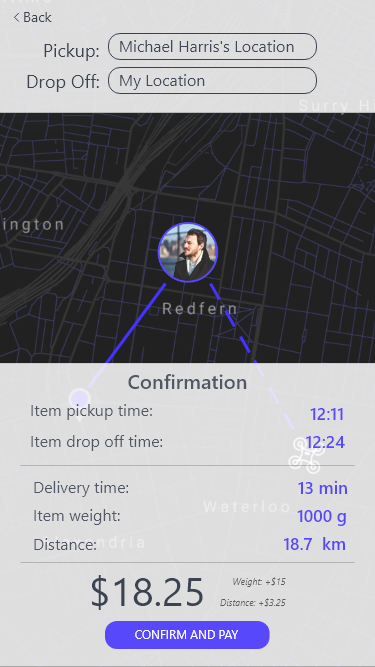 < Back
Pickup: Michael Harris's Location
Drop Off: My Location
Surry H
ington
Redfern
Confirmation
Item pickup time: 12:11
Item drop off time: 12:24
Delivery time: 13 min
Item weight: 1000 g
Waterloo
Distance: 18.7 km
andria
$18.25
Weight: +$15
Distance: +$3.25
CONFIRM AND PAY